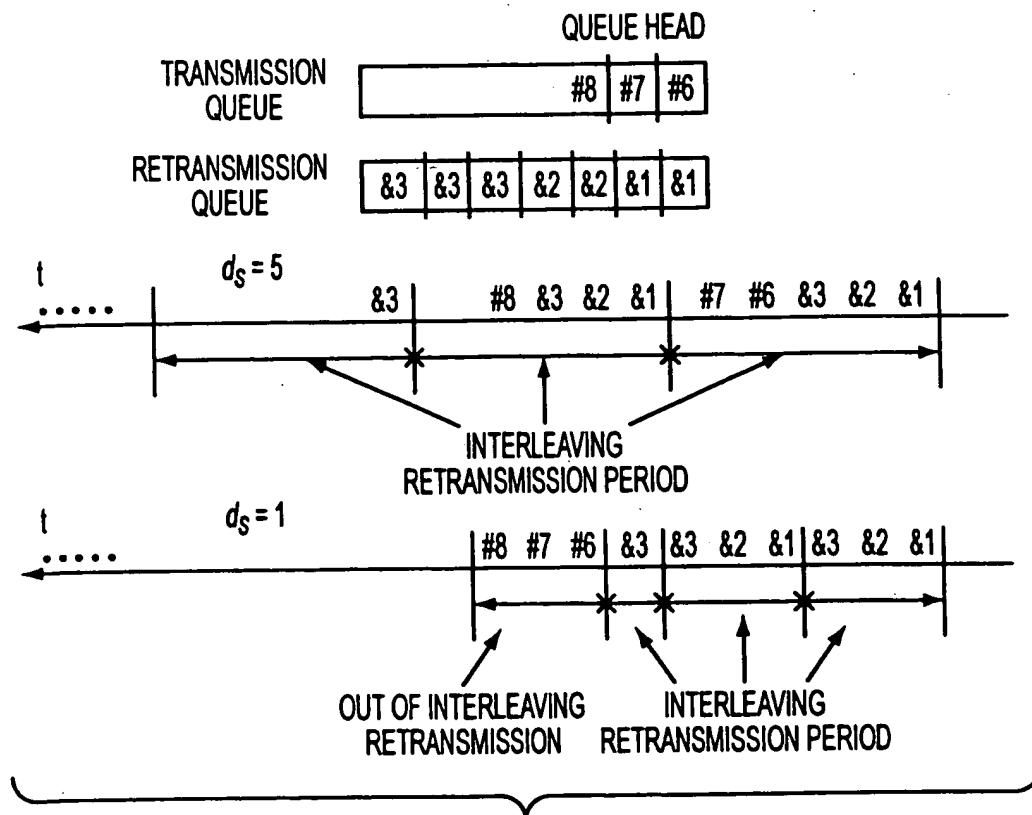 QUEUE HEAD
TRANSMISSION
QUEUE
#8 #7 #6
RETRANSMISSION
QUEUE
&3 &3 &3 &2 &2 &1 &1
t
.....
dS = 5
&3 #8 &3 &2 &1 #7 #6 &3 &2 &1
INTERLEAVING
RETRANSMISSION PERIOD
t
.....
dS = 1
#8 #7 #6 &3 &3 &2 &1 &3 &2 &1
OUT OF INTERLEAVING
RETRANSMISSION
INTERLEAVING
RETRANSMISSION PERIOD